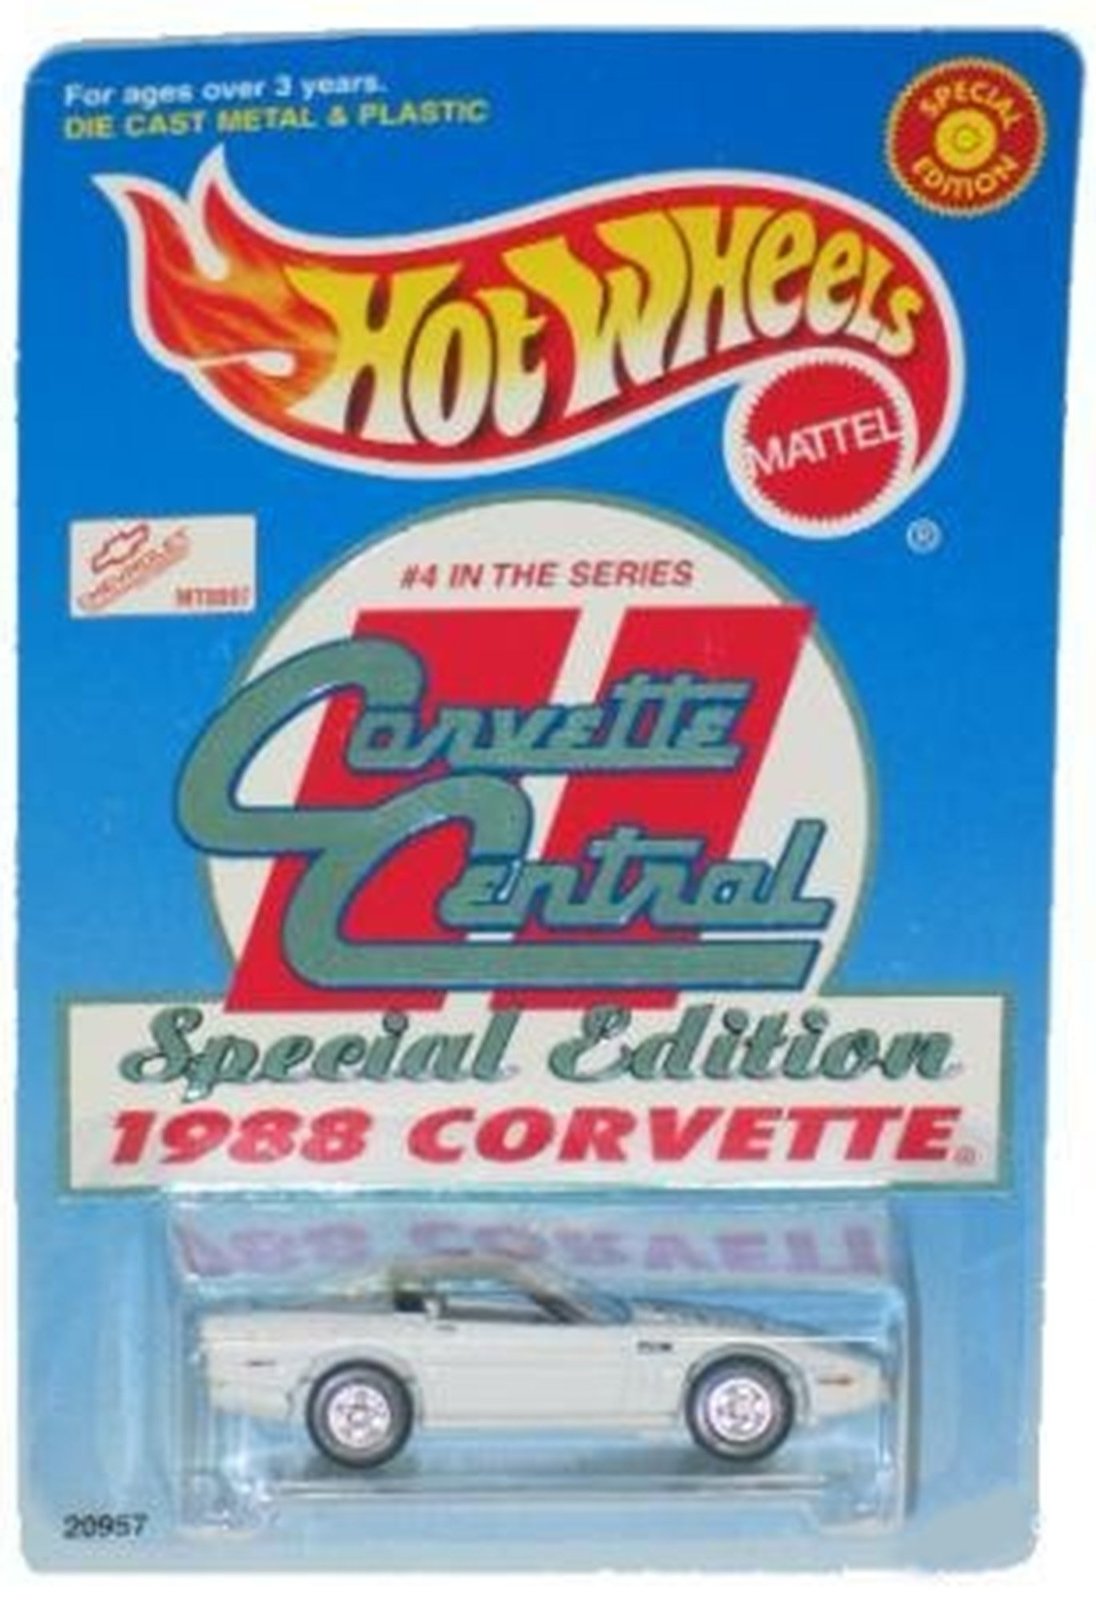 For ages over 3 years.
DIE CAST METAL & PLASTIC
SPECIAL
EDITION
HOT WHEELS
MATTEL
®
CHEVROLET
#4 IN THE SERIES
Corvette
Central
Special Edition
1988 CORVETTE®
20957